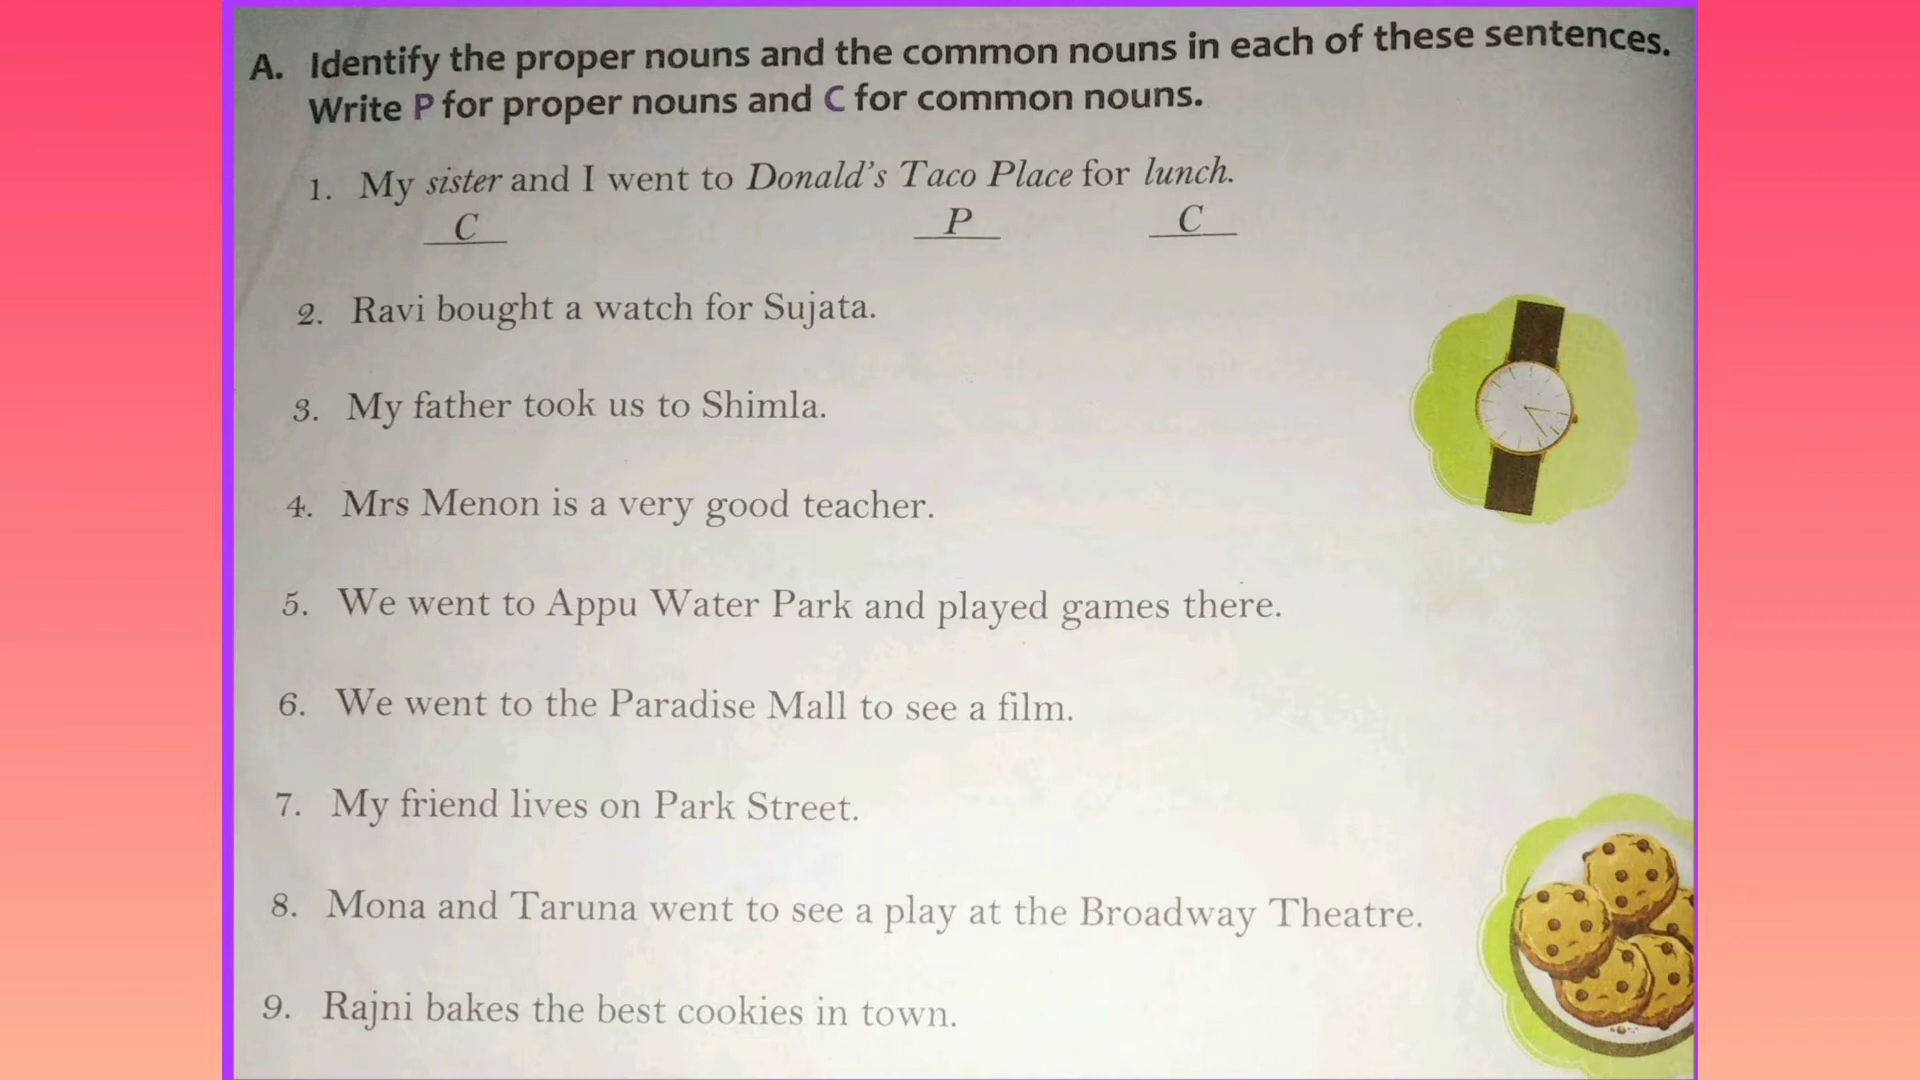 A. Identify the proper nouns and the common nouns in each of these sentences.
Write P for proper nouns and C for common nouns.
1. My sister and I went to Donald's Taco Place for lunch.
C P C
2. Ravi bought a watch for Sujata.
3. My father took us to Shimla.
4. Mrs Menon is a very good teacher.
5. We went to Appu Water Park and played games there.
6. We went to the Paradise Mall to see a film.
7. My friend lives on Park Street.
8. Mona and Taruna went to see a play at the Broadway Theatre.
9. Rajni bakes the best cookies in town.